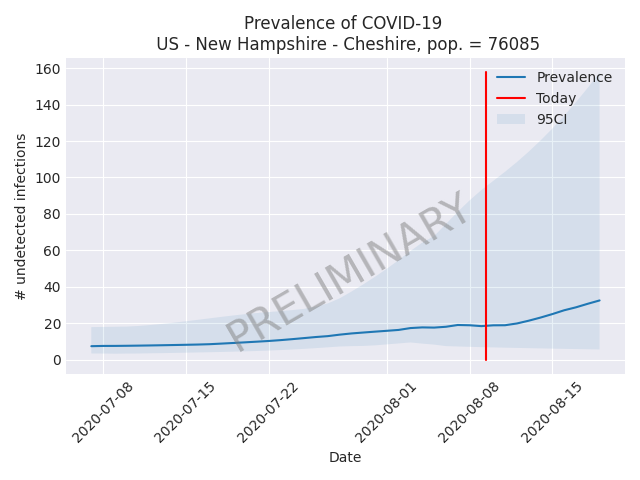 Prevalence of COVID-19
US - New Hampshire - Cheshire, pop. = 76085
160
140
120
100
80
60
40
20
0
# undetected infections
Prevalence
Today
95CI
PRELIMINARY
2020-07-08
2020-07-15
2020-07-22
2020-08-01
2020-08-08
2020-08-15
Date